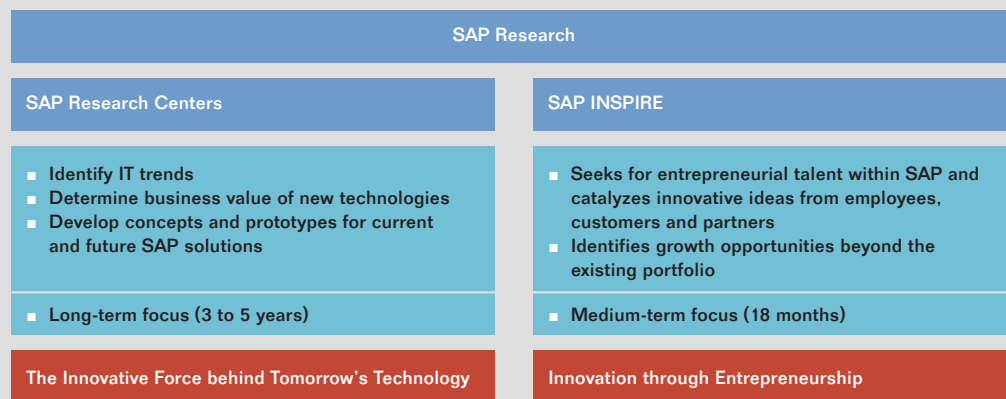 SAP Research
SAP Research Centers
Identify IT trends
Determine business value of new technologies
Develop concepts and prototypes for current
and future SAP solutions
Long-term focus (3 to 5 years)
The Innovative Force behind Tomorrow's Technology
SAP INSPIRE
Seeks for entrepreneurial talent within SAP and
catalyzes innovative ideas from employees,
customers and partners
Identifies growth opportunities beyond the
existing portfolio
Medium-term focus (18 months)
Innovation through Entrepreneurship